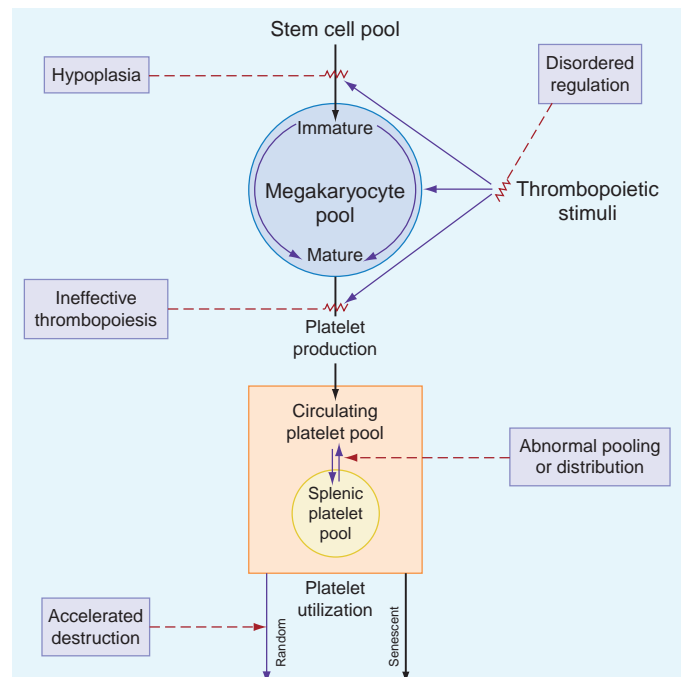 Stem cell pool
Hypoplasia
Disordered
regulation
Immature
Megakaryocyte
pool
Thrombopoietic
stimuli
Mature
Ineffective
thrombopoiesis
Platelet
production
Circulating
platelet pool
Abnormal pooling
or distribution
Splenic
platelet
pool
Platelet
utilization
Accelerated
destruction
Random
Senescent